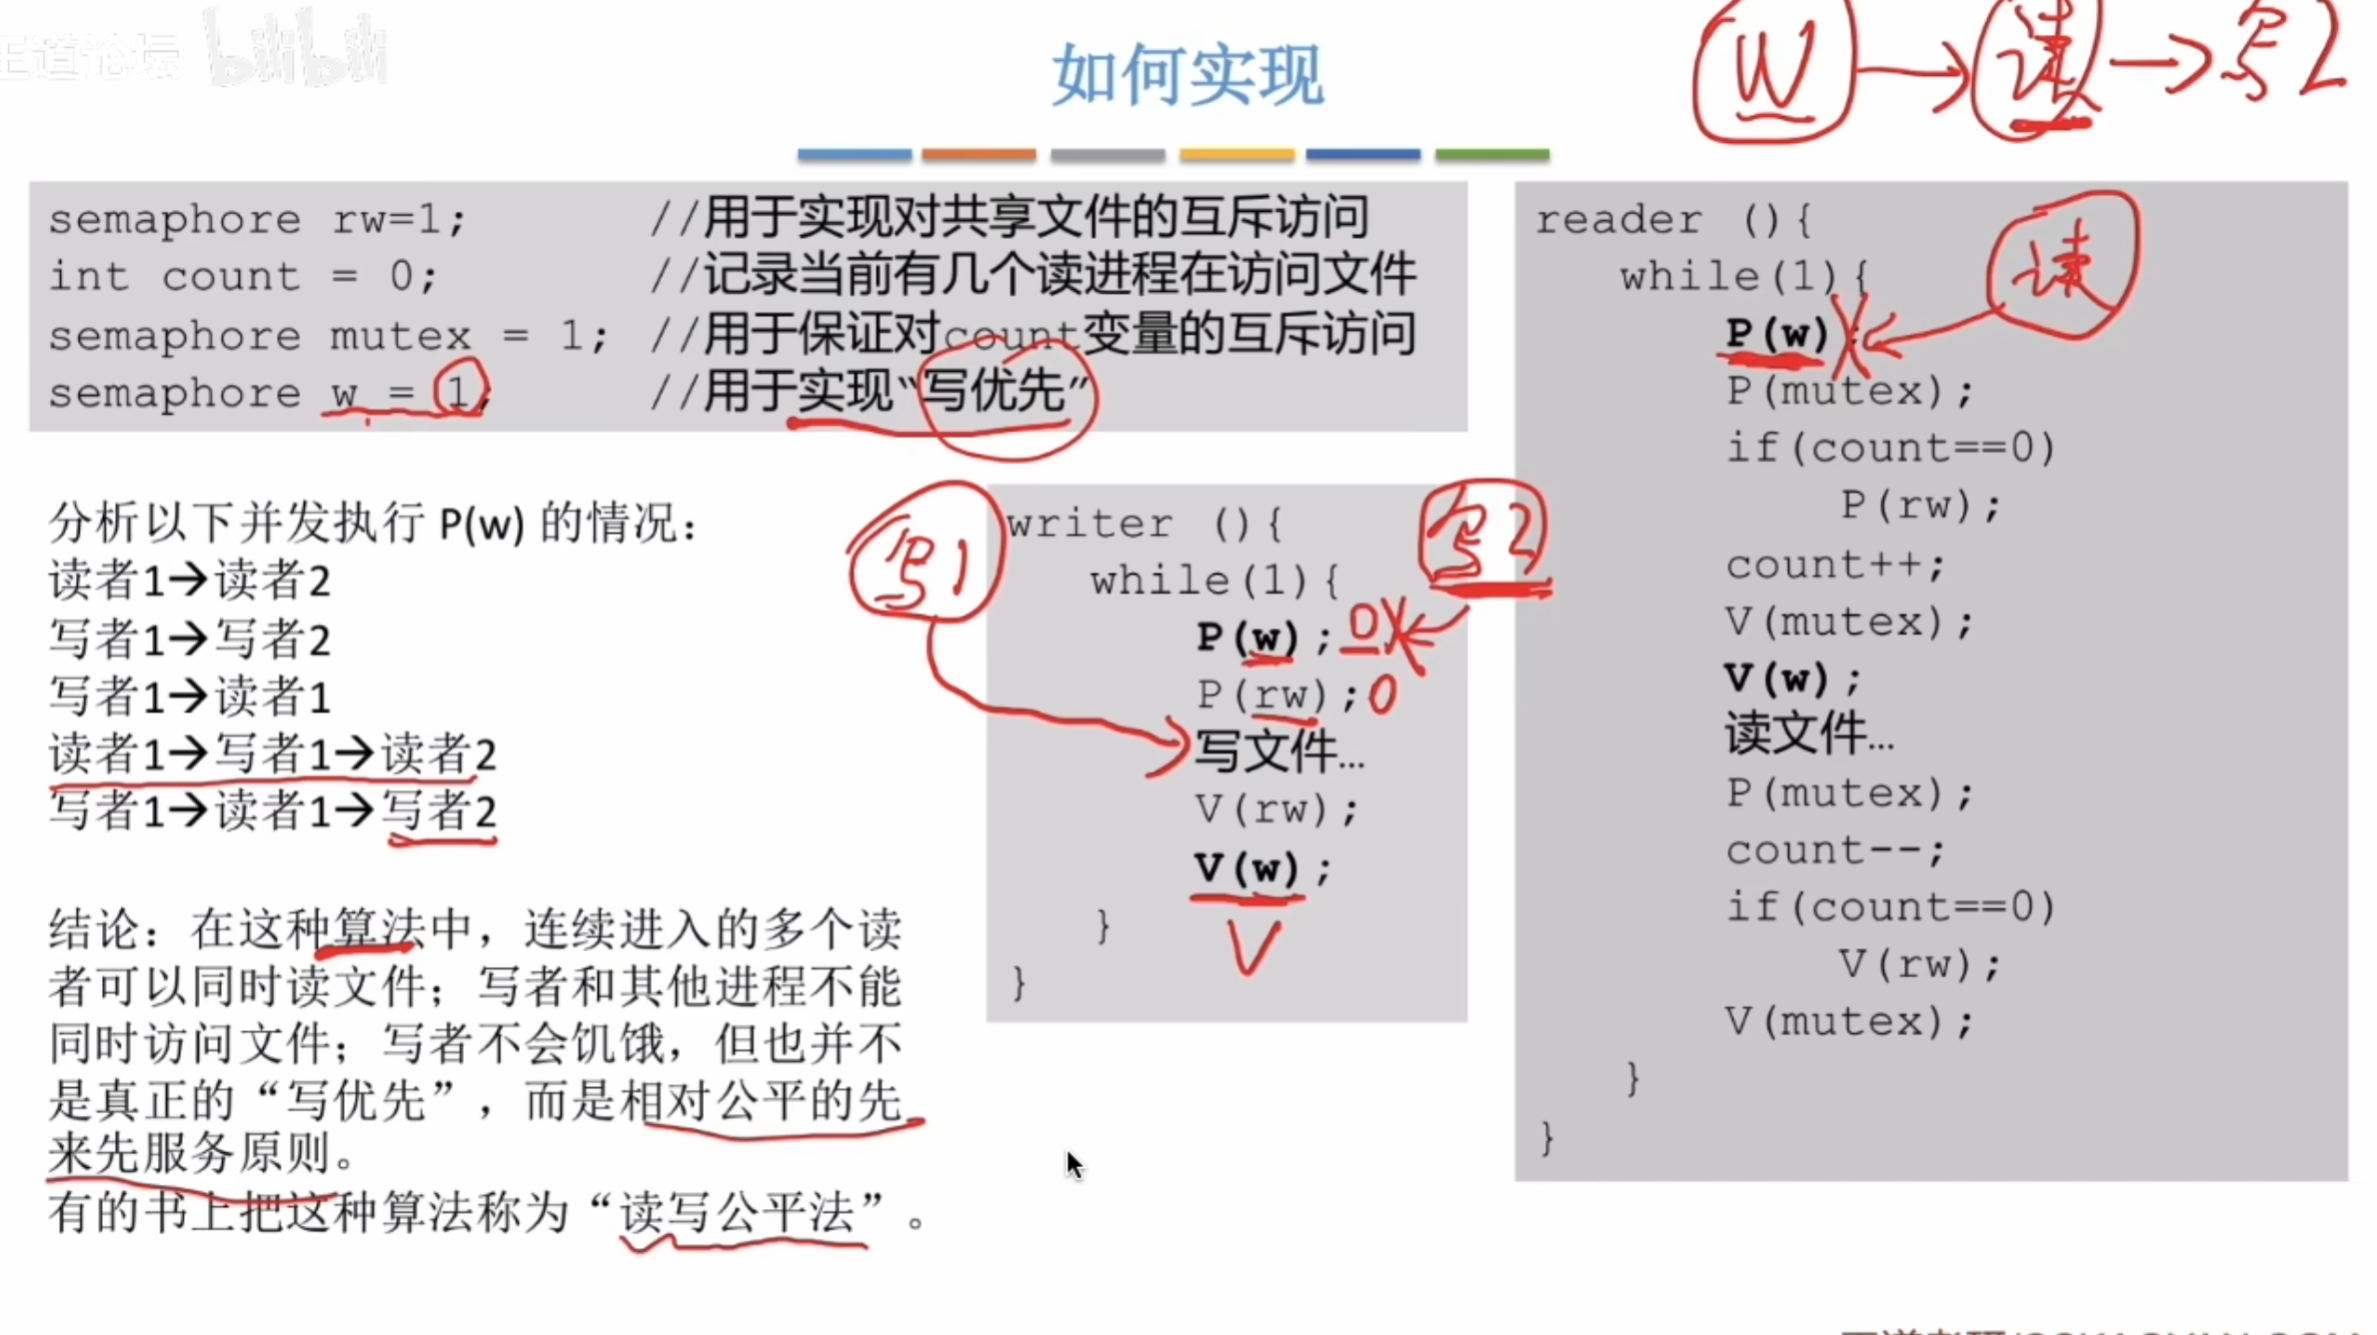 王道论坛 bilibili
如何实现
W→读→写2
semaphore rw=1; //用于实现对共享文件的互斥访问
int count = 0; //记录当前有几个读进程在访问文件
semaphore mutex = 1; //用于保证对count变量的互斥访问
semaphore w = 1; //用于实现“写优先”
分析以下并发执行 P(w) 的情况：
读者1→读者2
写者1→写者2
写者1→读者1
读者1→写者1→读者2
写者1→读者1→写者2
结论：在这种算法中，连续进入的多个读
者可以同时读文件；写者和其他进程不能
同时访问文件；写者不会饥饿，但也并不
是真正的“写优先”，而是相对公平的先
来先服务原则。
有的书上把这种算法称为“读写公平法”。
写1
写2
writer (){
while(1){
P(w); 0
P(rw); 0
写文件…
V(rw);
V(w);
}
V
}
读
reader (){
while(1){
P(w);
P(mutex);
if(count==0)
P(rw);
count++;
V(mutex);
V(w);
读文件…
P(mutex);
count--;
if(count==0)
V(rw);
V(mutex);
}
}